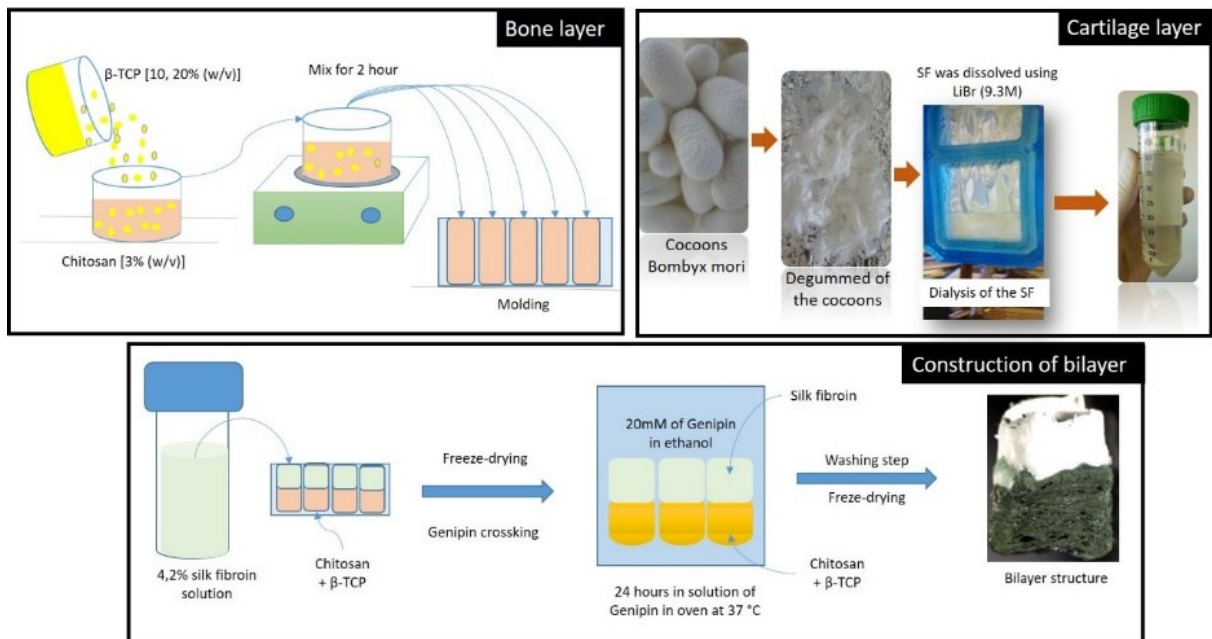 Bone layer
β-TCP [10, 20% (w/v)]
Mix for 2 hour
Chitosan [3% (w/v)]
Molding
Cartilage layer
SF was dissolved using
LiBr (9.3M)
Cocoons
Bombyx mori
Degummed of
the cocoons
Dialysis of the SF
Construction of bilayer
4,2% silk fibroin
solution
Chitosan
+ β-TCP
Freeze-drying
Genipin crossking
20mM of Genipin
in ethanol
Silk fibroin
Chitosan
+ β-TCP
24 hours in solution of
Genipin in oven at 37 °C
Washing step
Freze-drying
Bilayer structure